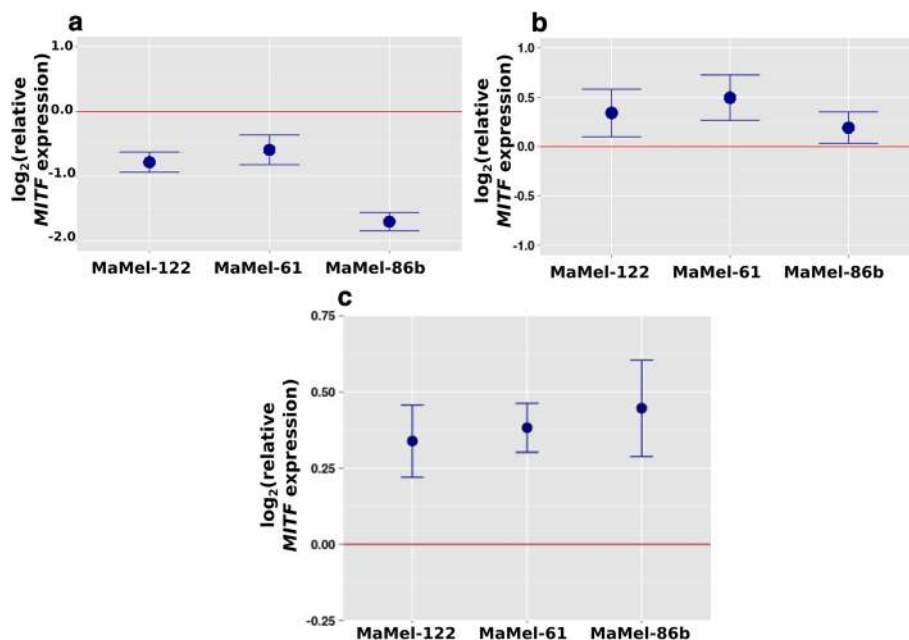 a
log₂(relative
MITF expression)
1.0
0.0
-1.0
-2.0
MaMel-122 MaMel-61 MaMel-86b
b
log₂(relative
MITF expression)
1.0
0.5
0.0
-0.5
-1.0
MaMel-122 MaMel-61 MaMel-86b
c
log₂(relative
MITF expression)
0.75
0.50
0.25
0.00
-0.25
MaMel-122 MaMel-61 MaMel-86b